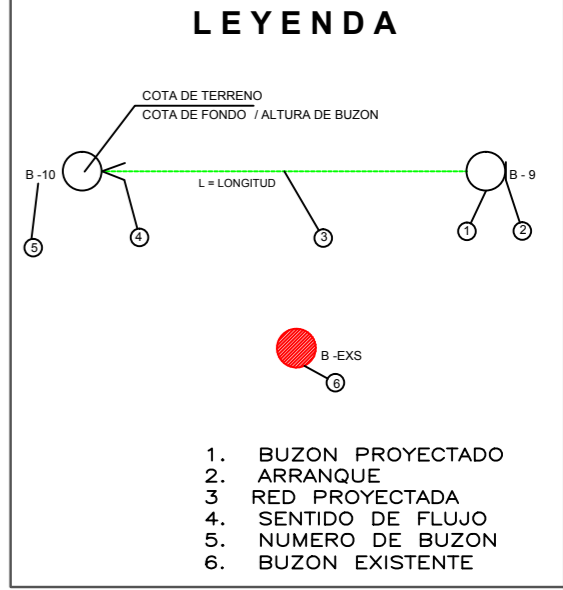 LEYENDA
COTA DE TERRENO
COTA DE FONDO / ALTURA DE BUZON
B -10
L = LONGITUD
B - 9
5
4
3
1
2
B -EXS
6
1. BUZON PROYECTADO
2. ARRANQUE
3 RED PROYECTADA
4. SENTIDO DE FLUJO
5. NUMERO DE BUZON
6. BUZON EXISTENTE